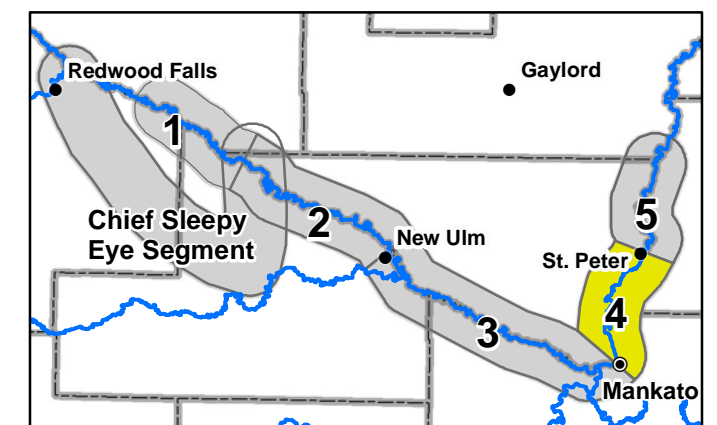 Redwood Falls
Gaylord
1
Chief Sleepy
Eye Segment
2
New Ulm
5
St. Peter
4
3
Mankato